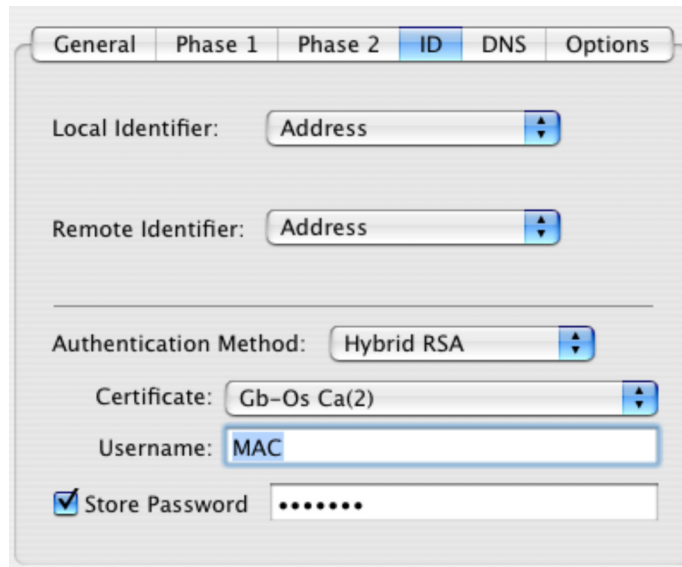 General Phase 1 Phase 2 ID DNS Options
Local Identifier: Address
Remote Identifier: Address
Authentication Method: Hybrid RSA
Certificate: Gb-Os Ca(2)
Username: MAC
Store Password •••••••